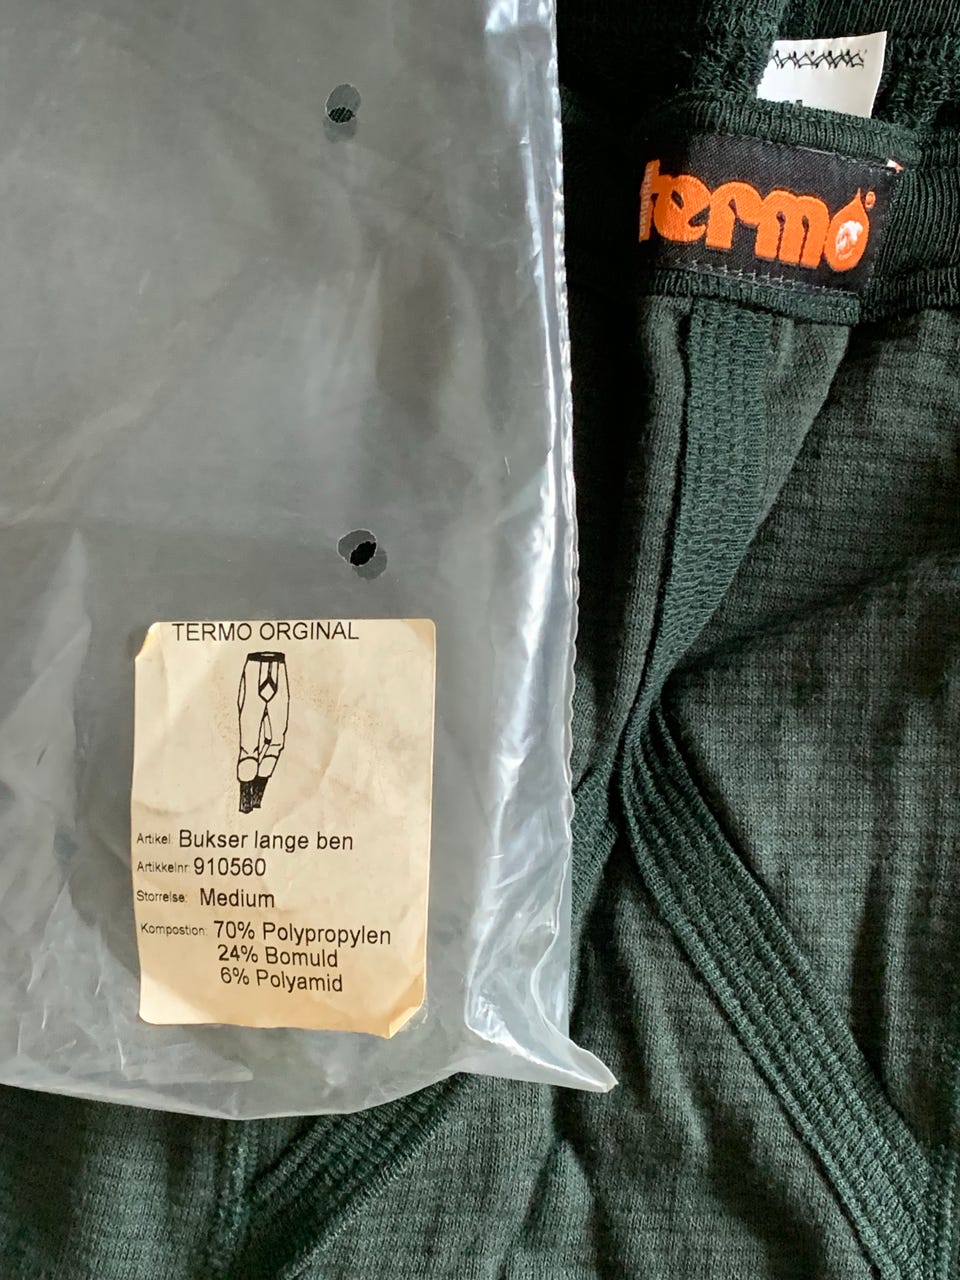 termo
TERMO ORGINAL
Artikel: Bukser lange ben
Artikkelnr: 910560
Storrelse: Medium
Kompostion: 70% Polypropylen
24% Bomuld
6% Polyamid